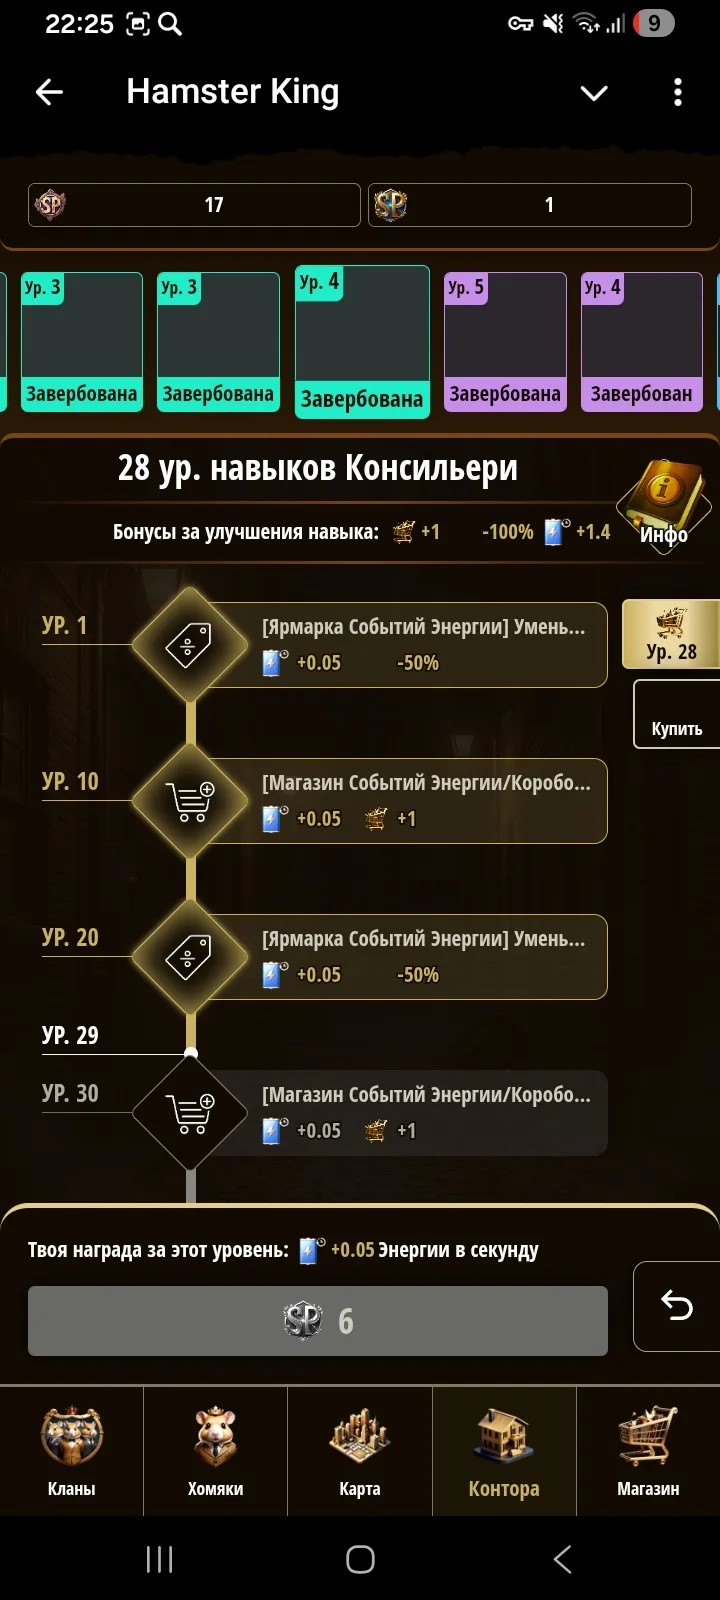 22:25 9
Hamster King
SP 17 SP 1
Ур. 3 Ур. 3 Ур. 4 Ур. 5 Ур. 4
Завербована Завербована Завербована Завербована Завербован
28 ур. навыков Консильери
Бонусы за улучшения навыка: +1 -100% +1.4
Инфо
УР. 1
[Ярмарка Событий Энергии] Умень...
+0.05 -50%
Ур. 28
Купить
УР. 10
[Магазин Событий Энергии/Коробо...
+0.05 +1
УР. 20
[Ярмарка Событий Энергии] Умень...
+0.05 -50%
УР. 29
УР. 30
[Магазин Событий Энергии/Коробо...
+0.05 +1
Твоя награда за этот уровень: +0.05 Энергии в секунду
SP 6
Кланы Хомяки Карта Контора Магазин